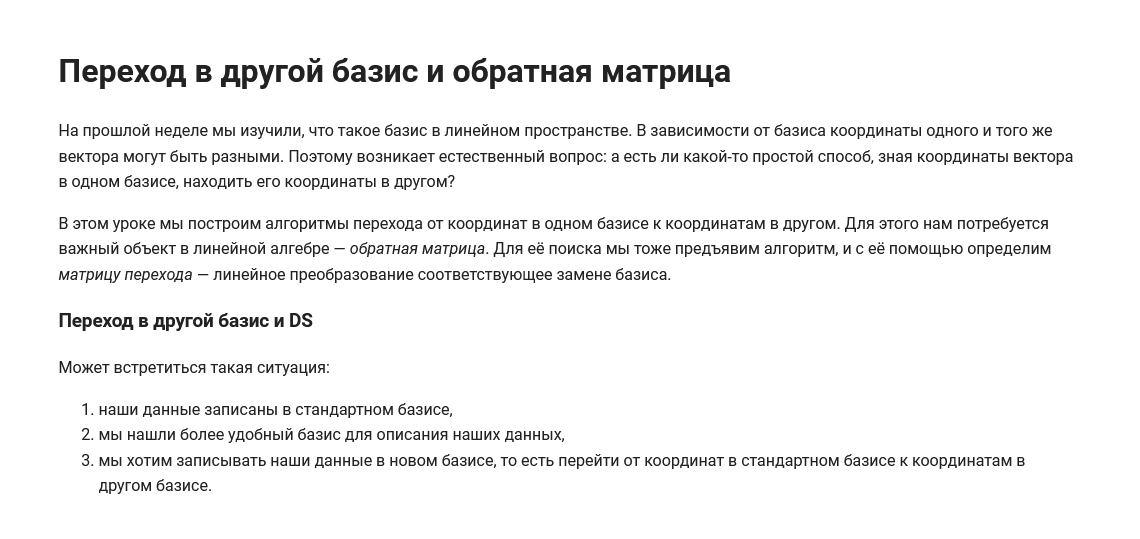 Переход в другой базис и обратная матрица
На прошлой неделе мы изучили, что такое базис в линейном пространстве. В зависимости от базиса координаты одного и того же
вектора могут быть разными. Поэтому возникает естественный вопрос: а есть ли какой-то простой способ, зная координаты вектора
в одном базисе, находить его координаты в другом?
В этом уроке мы построим алгоритмы перехода от координат в одном базисе к координатам в другом. Для этого нам потребуется
важный объект в линейной алгебре — обратная матрица. Для её поиска мы тоже предъявим алгоритм, и с её помощью определим
матрицу перехода — линейное преобразование соответствующее замене базиса.
Переход в другой базис и DS
Может встретиться такая ситуация:
1. наши данные записаны в стандартном базисе,
2. мы нашли более удобный базис для описания наших данных,
3. мы хотим записывать наши данные в новом базисе, то есть перейти от координат в стандартном базисе к координатам в
другом базисе.